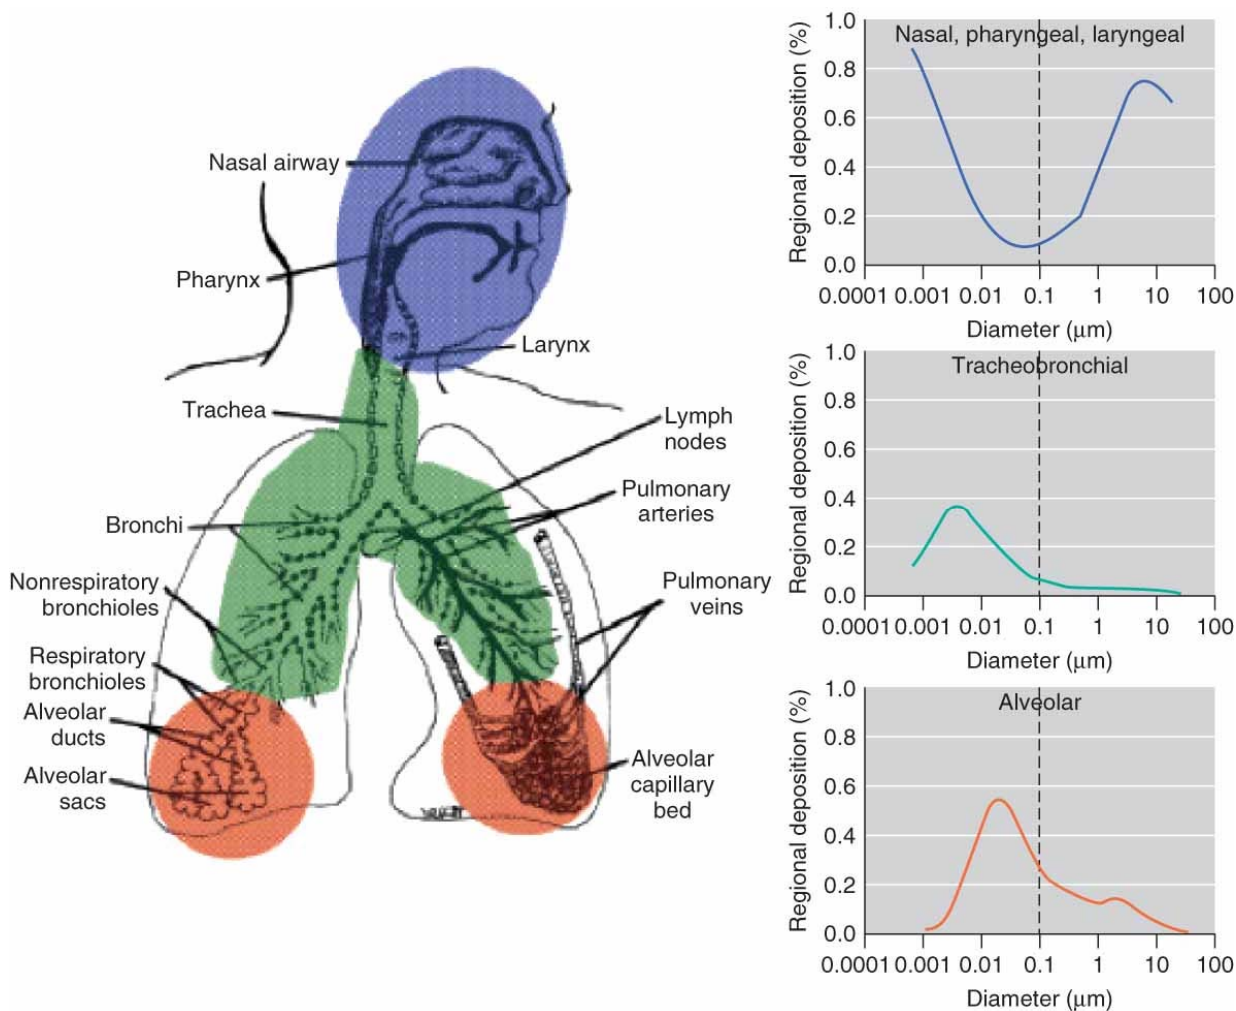 Nasal airway
Pharynx
Larynx
Trachea
Lymph
nodes
Pulmonary
arteries
Bronchi
Nonrespiratory
bronchioles
Pulmonary
veins
Respiratory
bronchioles
Alveolar
ducts
Alveolar
sacs
Alveolar
capillary
bed
Nasal, pharyngeal, laryngeal
Regional deposition (%)
1.0
0.8
0.6
0.4
0.2
0.0
0.0001 0.001 0.01 0.1 1 10 100
Diameter (μm)
Tracheobronchial
Regional deposition (%)
1.0
0.8
0.6
0.4
0.2
0.0
0.0001 0.001 0.01 0.1 1 10 100
Diameter (μm)
Alveolar
Regional deposition (%)
1.0
0.8
0.6
0.4
0.2
0.0
0.0001 0.001 0.01 0.1 1 10 100
Diameter (μm)